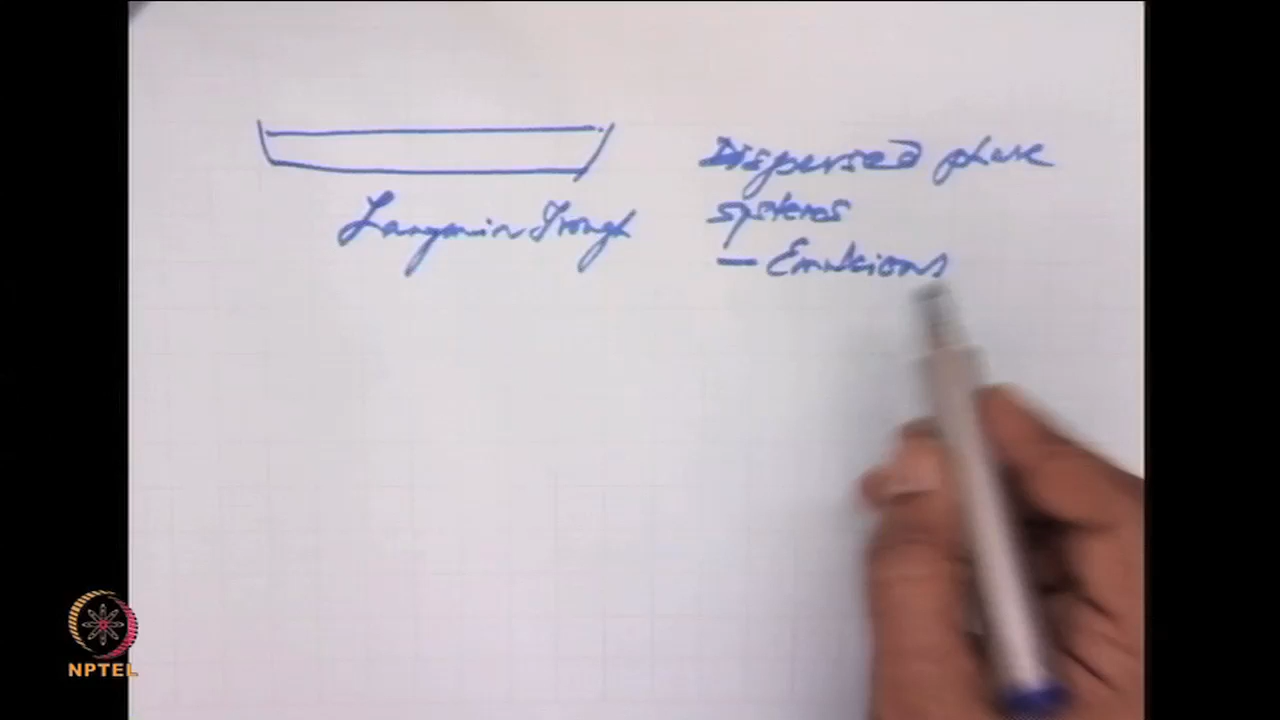 Langmuir Trough
Dispersed phase
systems
— Emulsions
NPTEL